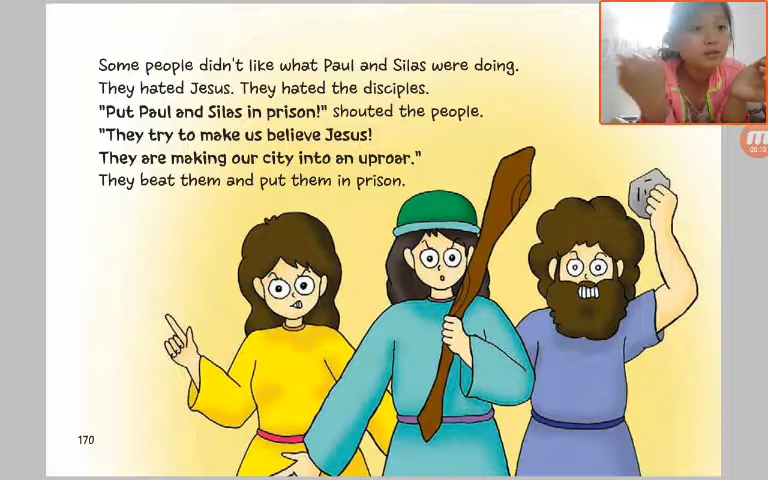 Some people didn't like what Paul and Silas were doing.
They hated Jesus. They hated the disciples.
"Put Paul and Silas in prison!" shouted the people.
"They try to make us believe Jesus!
They are making our city into an uproar."
They beat them and put them in prison.
170
05:13